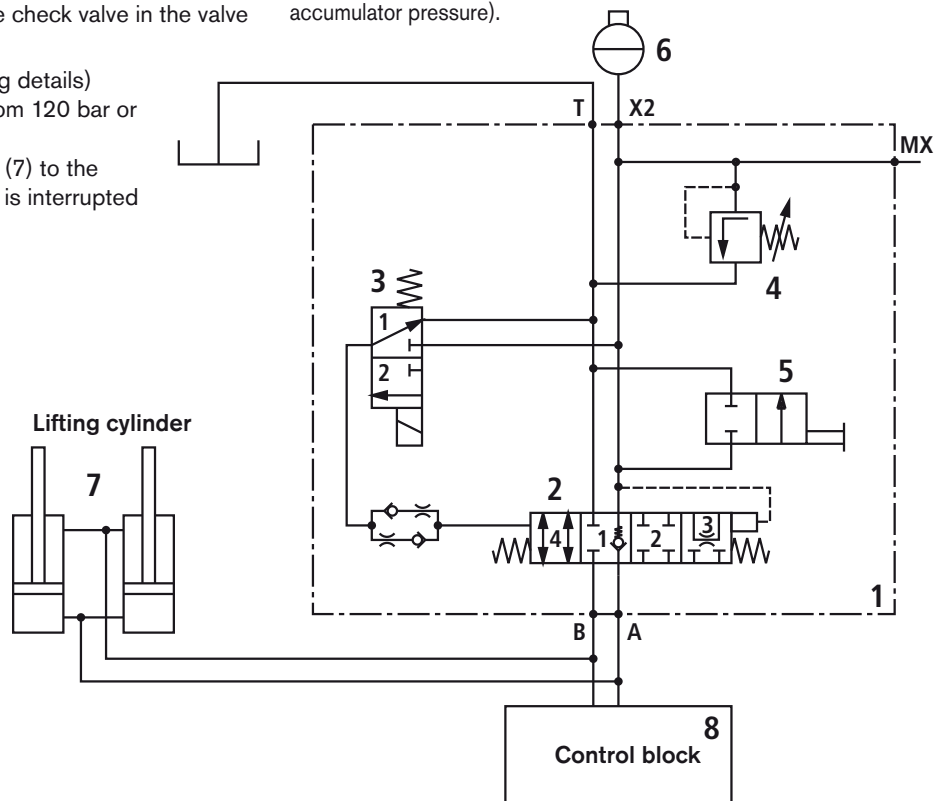 e check valve in the valve
accumulator pressure).
g details)
om 120 bar or
(7) to the
is interrupted
6
T
X2
MX
3
4
1
2
5
Lifting cylinder
7
2
4
1
2
3
1
B
A
8
Control block